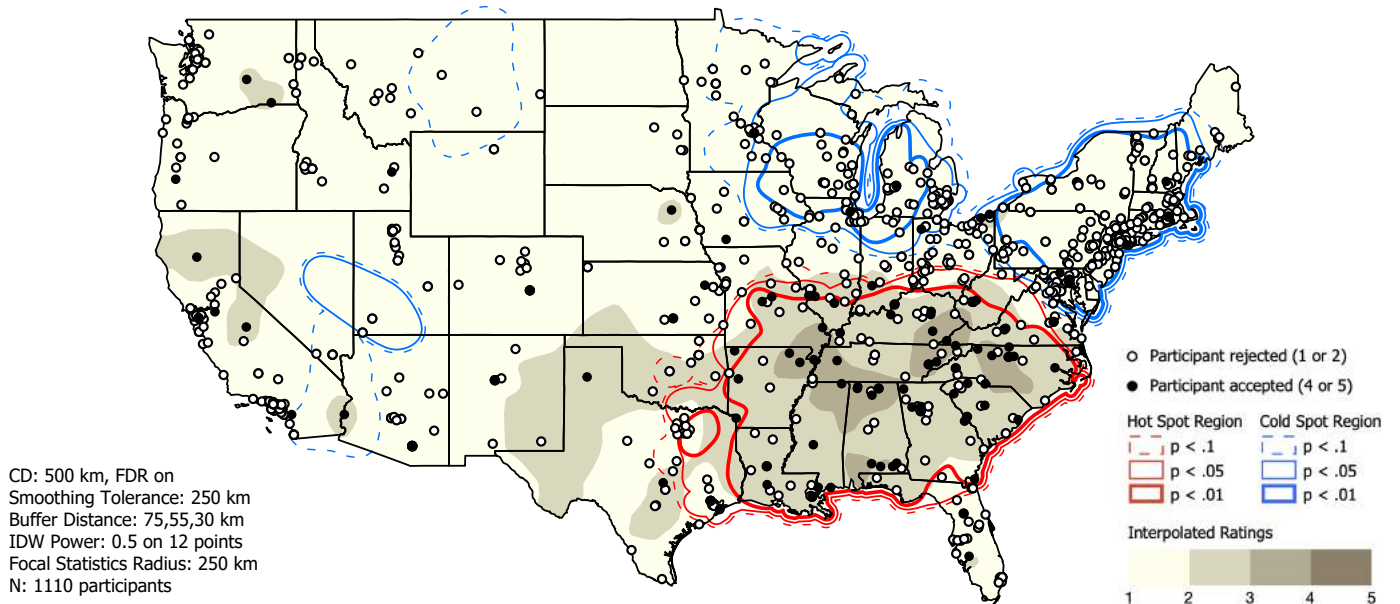 CD: 500 km, FDR on
Smoothing Tolerance: 250 km
Buffer Distance: 75,55,30 km
IDW Power: 0.5 on 12 points
Focal Statistics Radius: 250 km
N: 1110 participants
Participant rejected (1 or 2)
Participant accepted (4 or 5)
Hot Spot Region Cold Spot Region
p < .1 p < .1
p < .05 p < .05
p < .01 p < .01
Interpolated Ratings
1 2 3 4 5